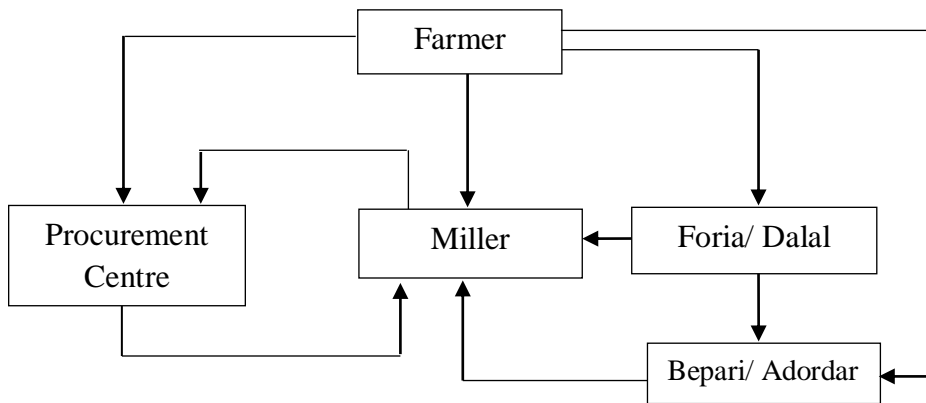 Farmer
Procurement
Centre
Miller
Foria/ Dalal
Bepari/ Adordar